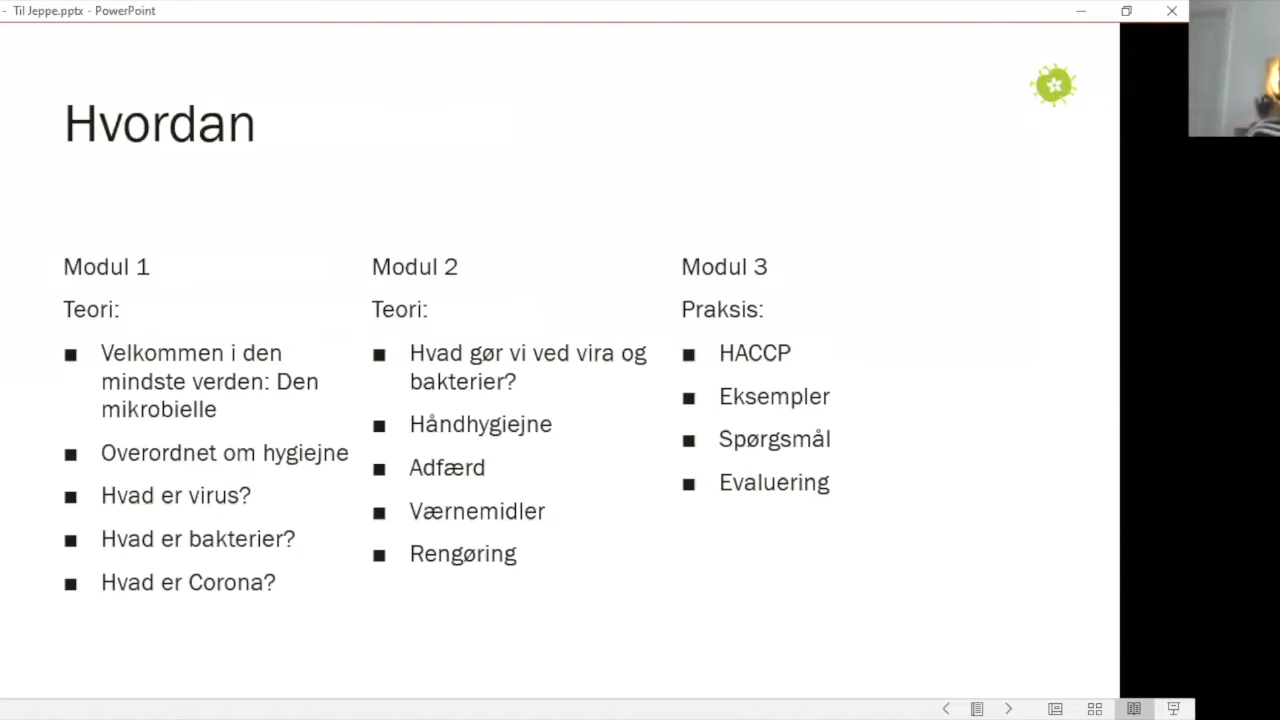 - Til Jeppe.pptx - PowerPoint
Hvordan
Modul 1
Teori:
■ Velkommen i den
mindste verden: Den
mikrobielle
■ Overordnet om hygiejne
■ Hvad er virus?
■ Hvad er bakterier?
■ Hvad er Corona?
Modul 2
Teori:
■ Hvad gør vi ved vira og
bakterier?
■ Håndhygiejne
■ Adfærd
■ Værnemidler
■ Rengøring
Modul 3
Praksis:
■ HACCP
■ Eksempler
■ Spørgsmål
■ Evaluering